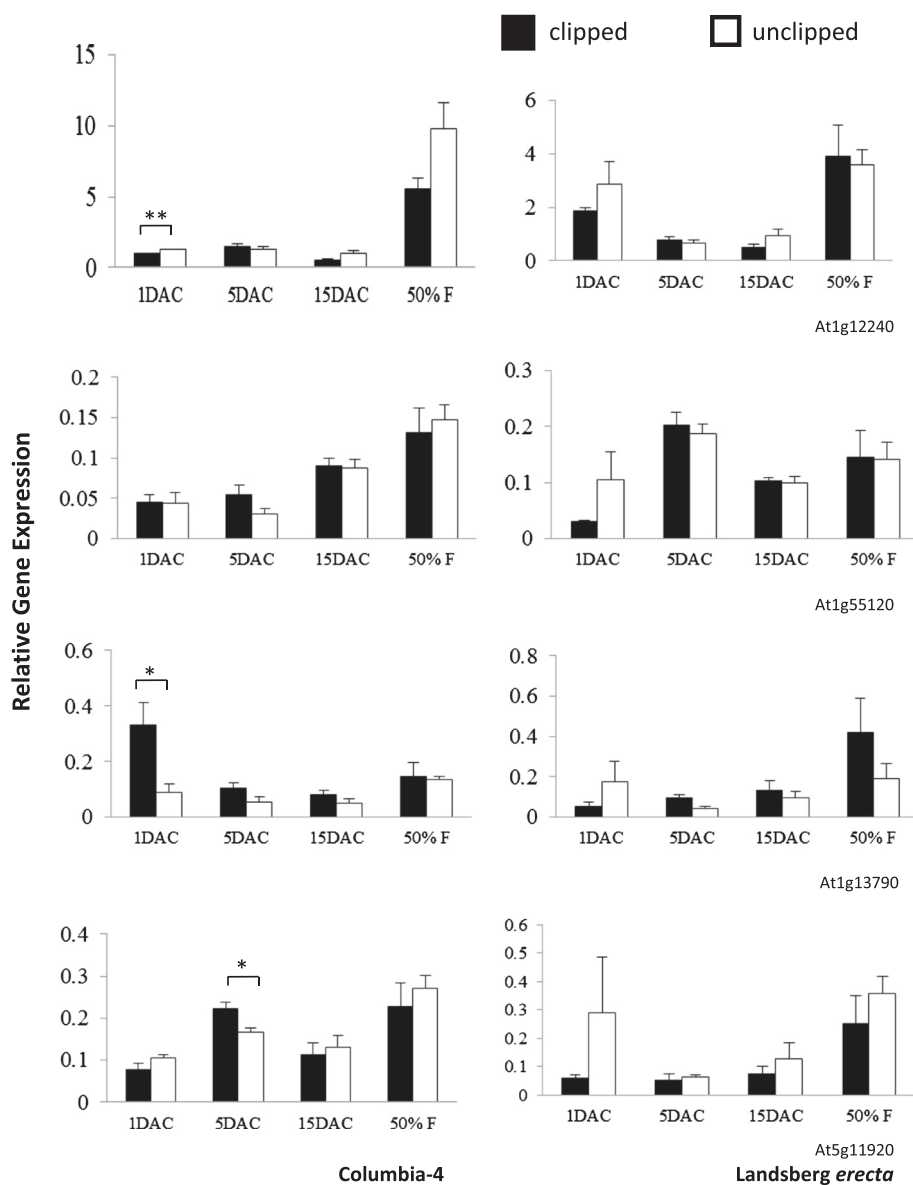 clipped unclipped
15
10
5
0
**
1DAC 5DAC 15DAC 50% F
6
4
2
0
1DAC 5DAC 15DAC 50% F
At1g12240
0.2
0.15
0.1
0.05
0
1DAC 5DAC 15DAC 50% F
0.3
0.2
0.1
0
1DAC 5DAC 15DAC 50% F
At1g55120
Relative Gene Expression
0.6
0.4
0.2
0
*
1DAC 5DAC 15DAC 50% F
0.8
0.6
0.4
0.2
0
1DAC 5DAC 15DAC 50% F
At1g13790
0.4
0.3
0.2
0.1
0
*
1DAC 5DAC 15DAC 50% F
0.6
0.5
0.4
0.3
0.2
0.1
0
1DAC 5DAC 15DAC 50% F
At5g11920
Columbia-4 Landsberg erecta